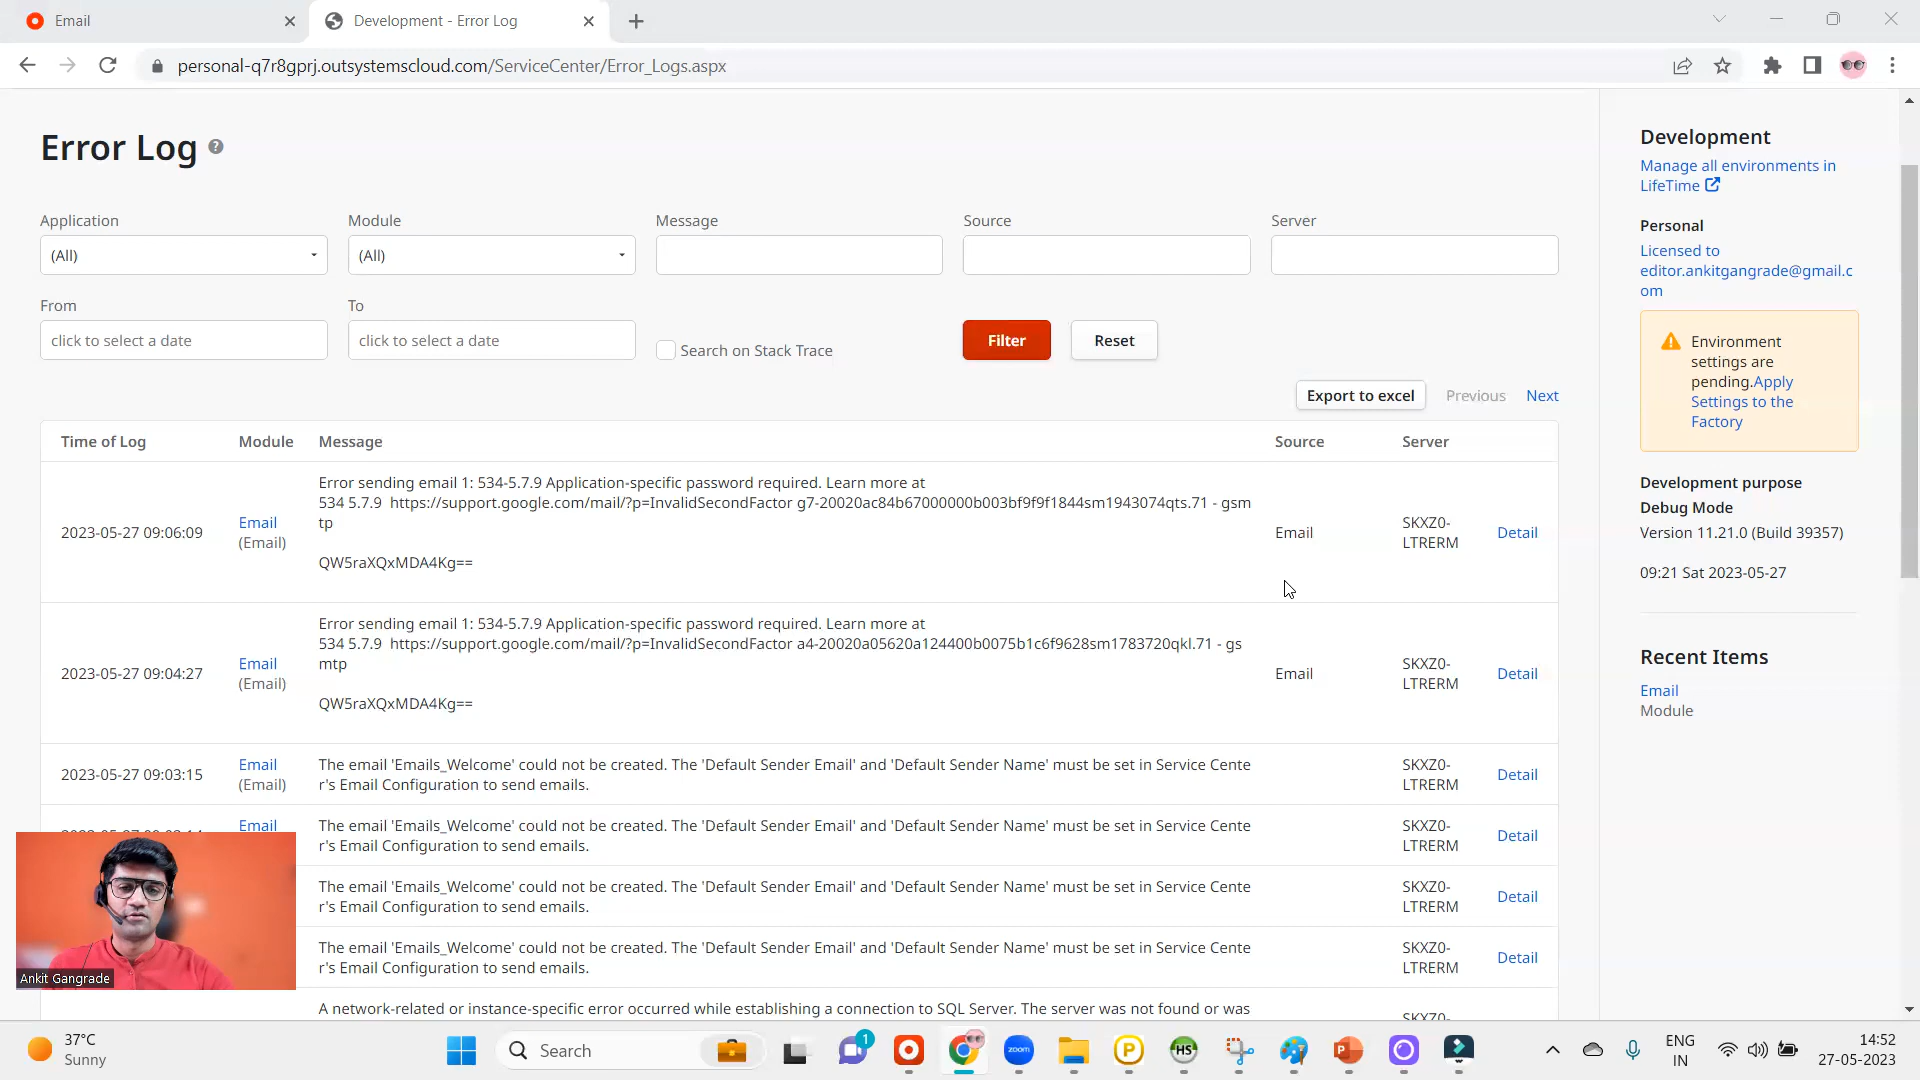 Email
Development - Error Log
personal-q7r8gprj.outsystemscloud.com/ServiceCenter/Error_Logs.aspx
Error Log ?
Application
Module
Message
Source
Server
(All)
(All)
From
To
click to select a date
click to select a date
Search on Stack Trace
Filter
Reset
Export to excel
Previous
Next
Time of Log
Module
Message
Source
Server
2023-05-27 09:06:09
Email
(Email)
Error sending email 1: 534-5.7.9 Application-specific password required. Learn more at
534 5.7.9 https://support.google.com/mail/?p=InvalidSecondFactor g7-20020ac84b67000000b003bf9f9f1844sm1943074qts.71 - gsm
tp
QW5raXQxMDA4Kg==
Email
SKXZ0-
LTRERM
Detail
2023-05-27 09:04:27
Email
(Email)
Error sending email 1: 534-5.7.9 Application-specific password required. Learn more at
534 5.7.9 https://support.google.com/mail/?p=InvalidSecondFactor a4-20020a05620a124400b0075b1c6f9628sm1783720qkl.71 - gs
mtp
QW5raXQxMDA4Kg==
Email
SKXZ0-
LTRERM
Detail
2023-05-27 09:03:15
Email
(Email)
The email 'Emails_Welcome' could not be created. The 'Default Sender Email' and 'Default Sender Name' must be set in Service Cente
r's Email Configuration to send emails.
SKXZ0-
LTRERM
Detail
Email
The email 'Emails_Welcome' could not be created. The 'Default Sender Email' and 'Default Sender Name' must be set in Service Cente
r's Email Configuration to send emails.
SKXZ0-
LTRERM
Detail
The email 'Emails_Welcome' could not be created. The 'Default Sender Email' and 'Default Sender Name' must be set in Service Cente
r's Email Configuration to send emails.
SKXZ0-
LTRERM
Detail
The email 'Emails_Welcome' could not be created. The 'Default Sender Email' and 'Default Sender Name' must be set in Service Cente
r's Email Configuration to send emails.
SKXZ0-
LTRERM
Detail
A network-related or instance-specific error occurred while establishing a connection to SQL Server. The server was not found or was
SKXZ0-
Development
Manage all environments in
LifeTime
Personal
Licensed to
editor.ankitgangrade@gmail.c
om
Environment
settings are
pending.Apply
Settings to the
Factory
Development purpose
Debug Mode
Version 11.21.0 (Build 39357)
09:21 Sat 2023-05-27
Recent Items
Email
Module
Ankit Gangrade
37°C
Sunny
Search
1
zoom
P
HS
P
ENG
IN
14:52
27-05-2023